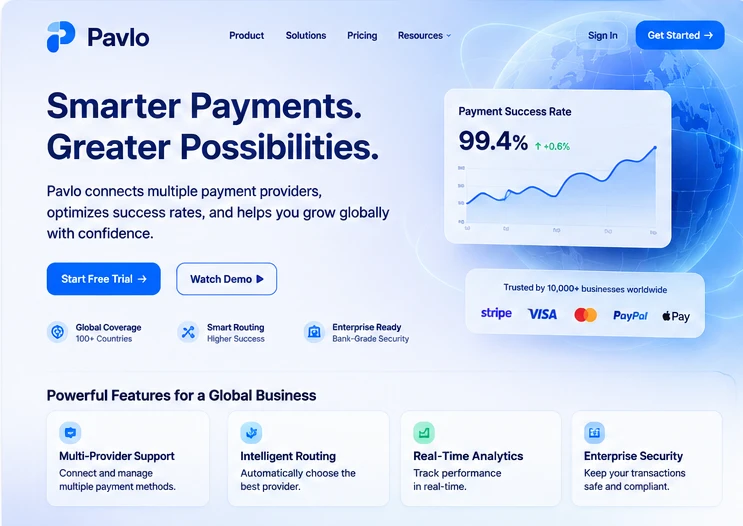 Pavlo
Product
Solutions
Pricing
Resources
Sign In
Get Started →
Smarter Payments.
Greater Possibilities.
Pavlo connects multiple payment providers,
optimizes success rates, and helps you grow globally
with confidence.
Start Free Trial →
Watch Demo
Global Coverage
100+ Countries
Smart Routing
Higher Success
Enterprise Ready
Bank-Grade Security
Payment Success Rate
99.4% ↑ +0.6%
Trusted by 10,000+ businesses worldwide
stripe
VISA
PayPal
Pay
Powerful Features for a Global Business
Multi-Provider Support
Connect and manage
multiple payment methods.
Intelligent Routing
Automatically choose the
best provider.
Real-Time Analytics
Track performance
in real-time.
Enterprise Security
Keep your transactions
safe and compliant.